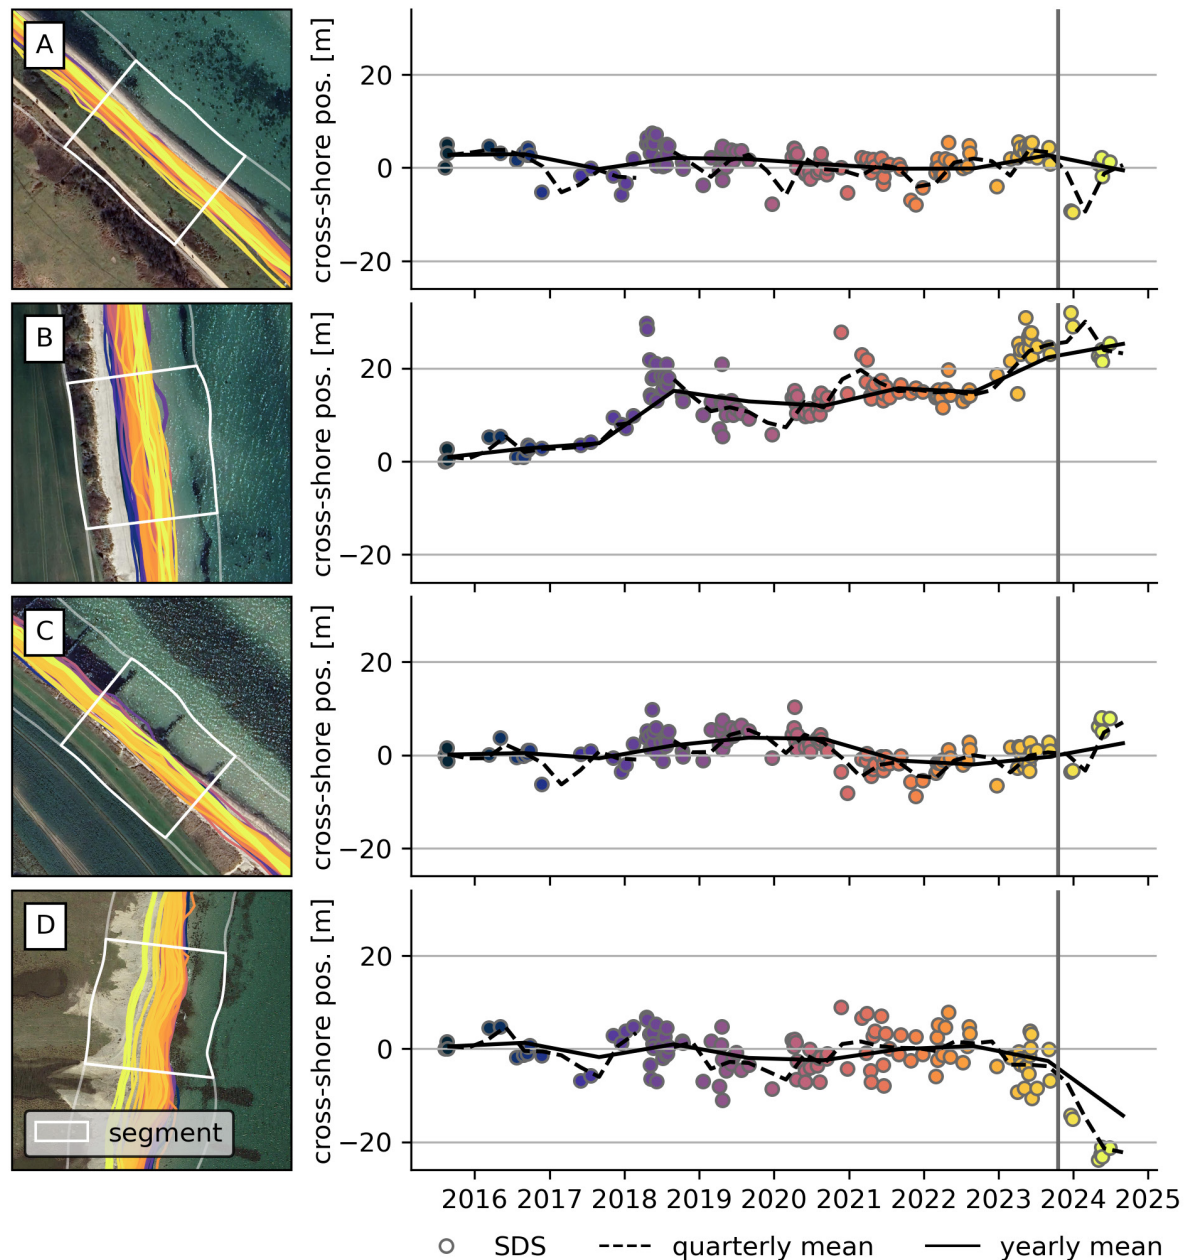 A
cross-shore pos. [m]
20
0
−20
B
cross-shore pos. [m]
20
0
−20
C
cross-shore pos. [m]
20
0
−20
D
cross-shore pos. [m]
20
0
−20
segment
2016 2017 2018 2019 2020 2021 2022 2023 2024 2025
SDS quarterly mean yearly mean